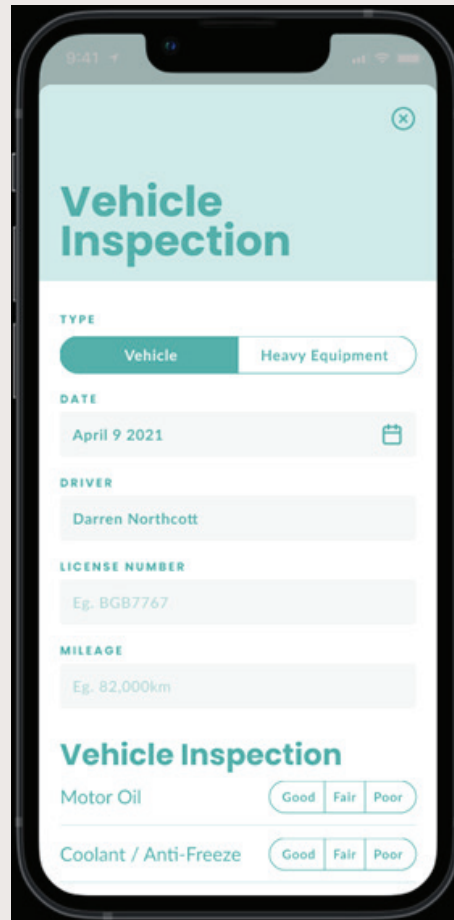 9:41
Vehicle
Inspection
TYPE
Vehicle Heavy Equipment
DATE
April 9 2021
DRIVER
Darren Northcott
LICENSE NUMBER
Eg. BGB7767
MILEAGE
Eg. 82,000km
Vehicle Inspection
Motor Oil Good Fair Poor
Coolant / Anti-Freeze Good Fair Poor